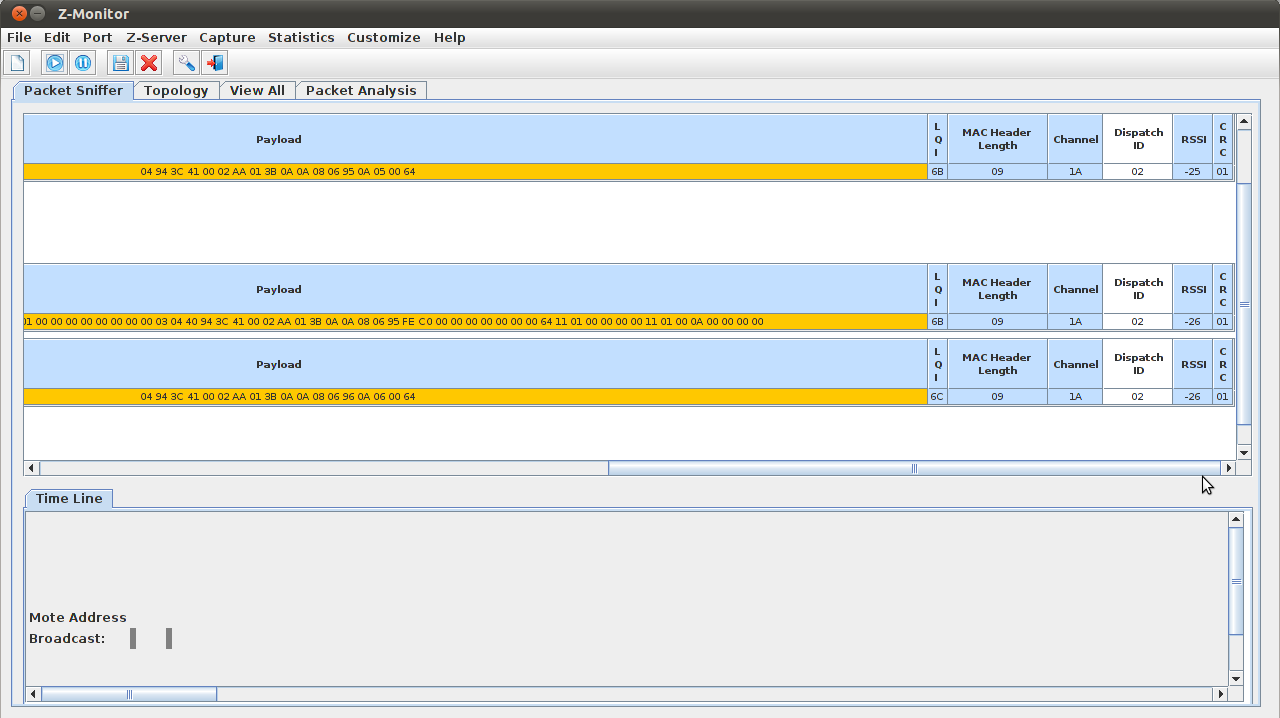 Z-Monitor
File Edit Port Z-Server Capture Statistics Customize Help
Packet Sniffer Topology View All Packet Analysis
Payload LQI MAC Header Length Channel Dispatch ID RSSI CRC
04 94 3C 41 00 02 AA 01 3B 0A 0A 08 06 95 0A 05 00 64 6B 09 1A 02 -25 01
Payload LQI MAC Header Length Channel Dispatch ID RSSI CRC
01 00 00 00 00 00 00 00 00 03 04 40 94 3C 41 00 02 AA 01 3B 0A 0A 08 06 95 FE C0 00 00 00 00 00 00 00 64 11 01 00 00 00 00 11 01 00 0A 00 00 00 00 6B 09 1A 02 -26 01
Payload LQI MAC Header Length Channel Dispatch ID RSSI CRC
04 94 3C 41 00 02 AA 01 3B 0A 0A 08 06 96 0A 06 00 64 6C 09 1A 02 -26 01
Time Line
Mote Address
Broadcast: